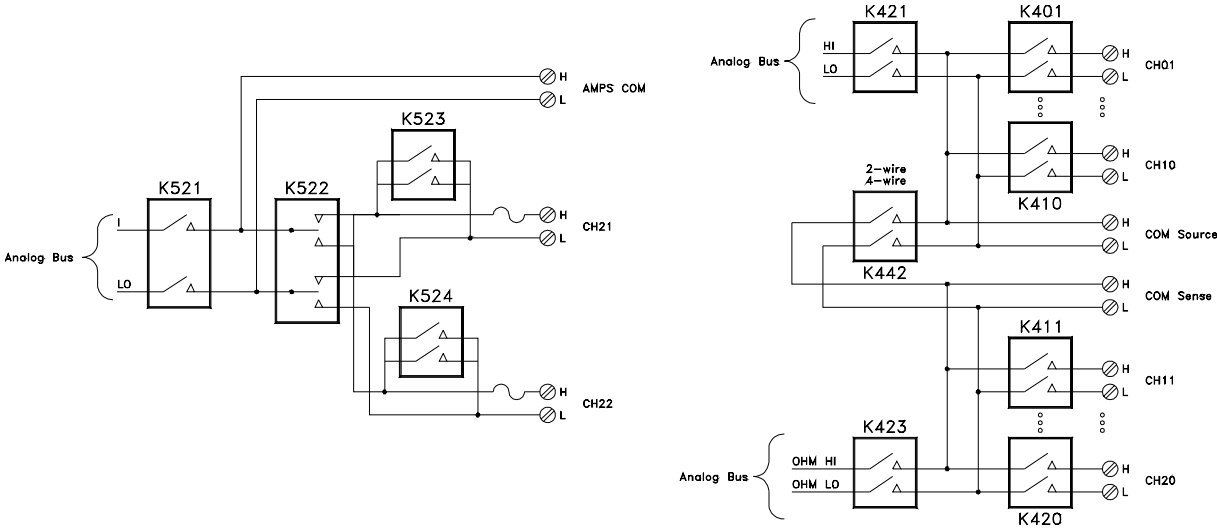 H
AMPS COM
L
K523
K521
K522
Analog Bus
I
LO
H
CH21
L
K524
H
CH22
L
K421
K401
Analog Bus
HI
LO
H
CH01
L
H
CH10
L
K410
2-wire
4-wire
K442
H
COM Source
L
H
COM Sense
L
K411
H
CH11
L
K423
Analog Bus
OHM HI
OHM LO
H
CH20
L
K420